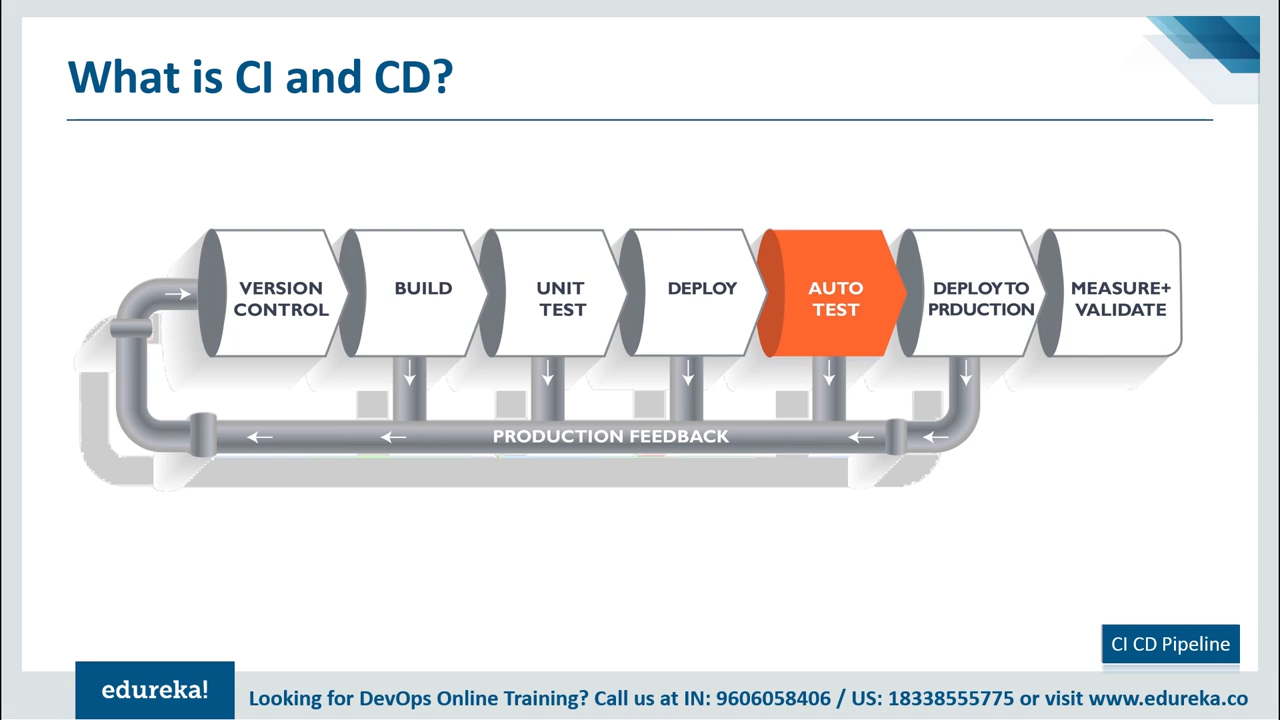 What is CI and CD?
VERSION
CONTROL
BUILD
UNIT
TEST
DEPLOY
AUTO
TEST
DEPLOY TO
PRDUCTION
MEASURE+
VALIDATE
PRODUCTION FEEDBACK
CI CD Pipeline
edureka!
Looking for DevOps Online Training? Call us at IN: 9606058406 / US: 18338555775 or visit www.edureka.co